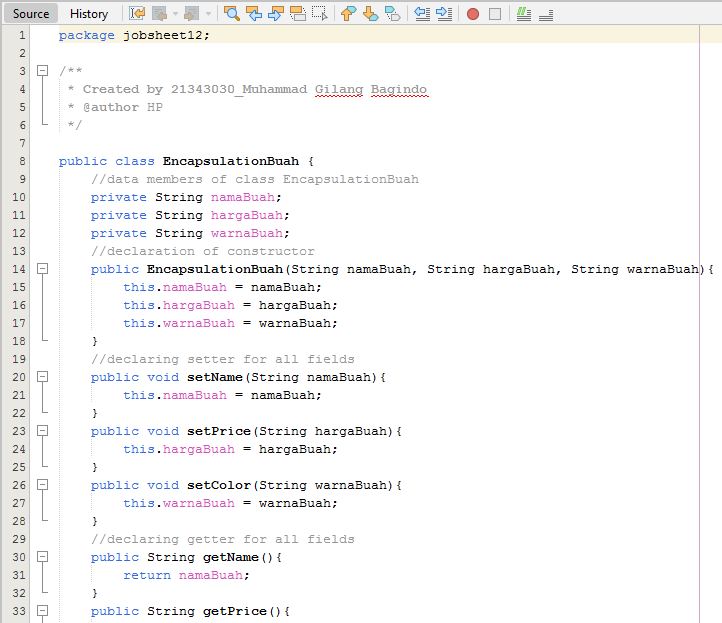 Source History
1 package jobsheet12;
2
3 /**
4 * Created by 21343030_Muhammad Gilang Bagindo
5 * @author HP
6 */
7
8 public class EncapsulationBuah {
9 //data members of class EncapsulationBuah
10 private String namaBuah;
11 private String hargaBuah;
12 private String warnaBuah;
13 //declaration of constructor
14 public EncapsulationBuah(String namaBuah, String hargaBuah, String warnaBuah){
15 this.namaBuah = namaBuah;
16 this.hargaBuah = hargaBuah;
17 this.warnaBuah = warnaBuah;
18 }
19 //declaring setter for all fields
20 public void setName(String namaBuah){
21 this.namaBuah = namaBuah;
22 }
23 public void setPrice(String hargaBuah){
24 this.hargaBuah = hargaBuah;
25 }
26 public void setColor(String warnaBuah){
27 this.warnaBuah = warnaBuah;
28 }
29 //declaring getter for all fields
30 public String getName(){
31 return namaBuah;
32 }
33 public String getPrice(){